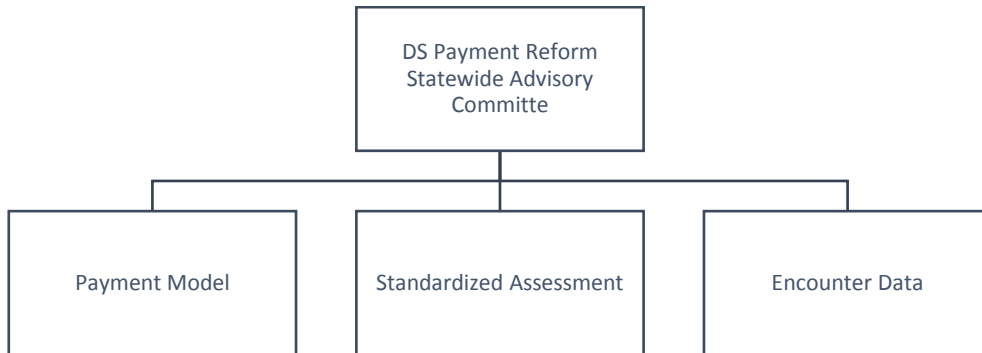 DS Payment Reform
Statewide Advisory
Committe
Payment Model
Standardized Assessment
Encounter Data